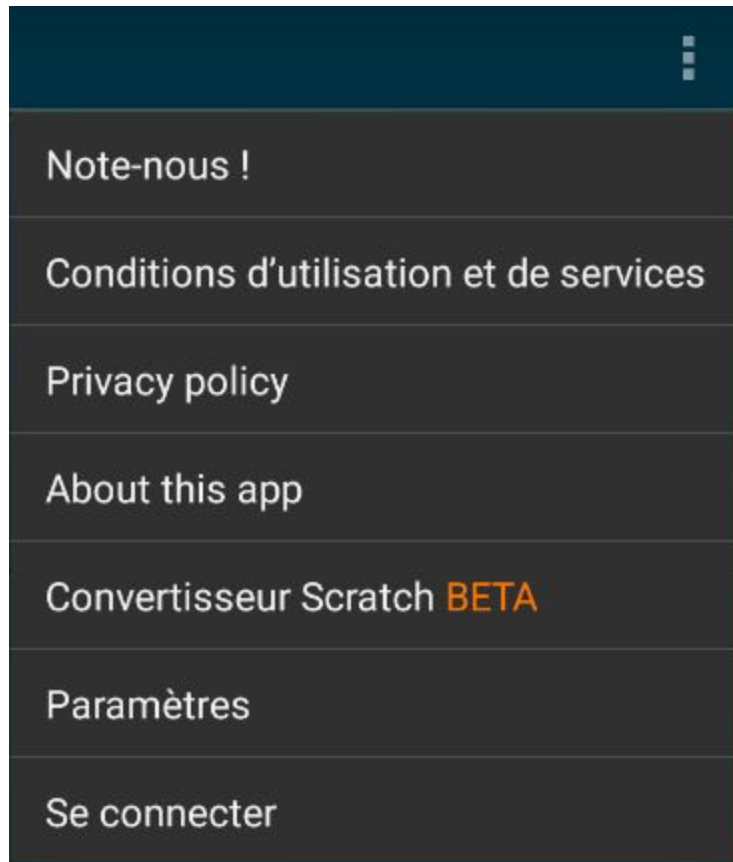 Note-nous !
Conditions d’utilisation et de services
Privacy policy
About this app
Convertisseur Scratch BETA
Paramètres
Se connecter